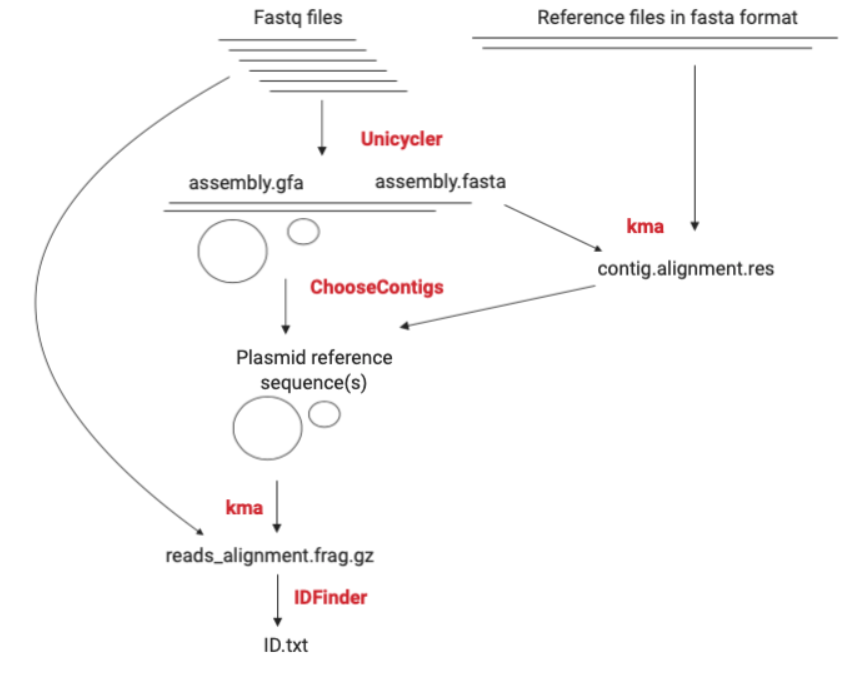 Fastq files
Reference files in fasta format
Unicycler
assembly.gfa
assembly.fasta
kma
contig.alignment.res
ChooseContigs
Plasmid reference
sequence(s)
kma
reads_alignment.frag.gz
IDFinder
ID.txt